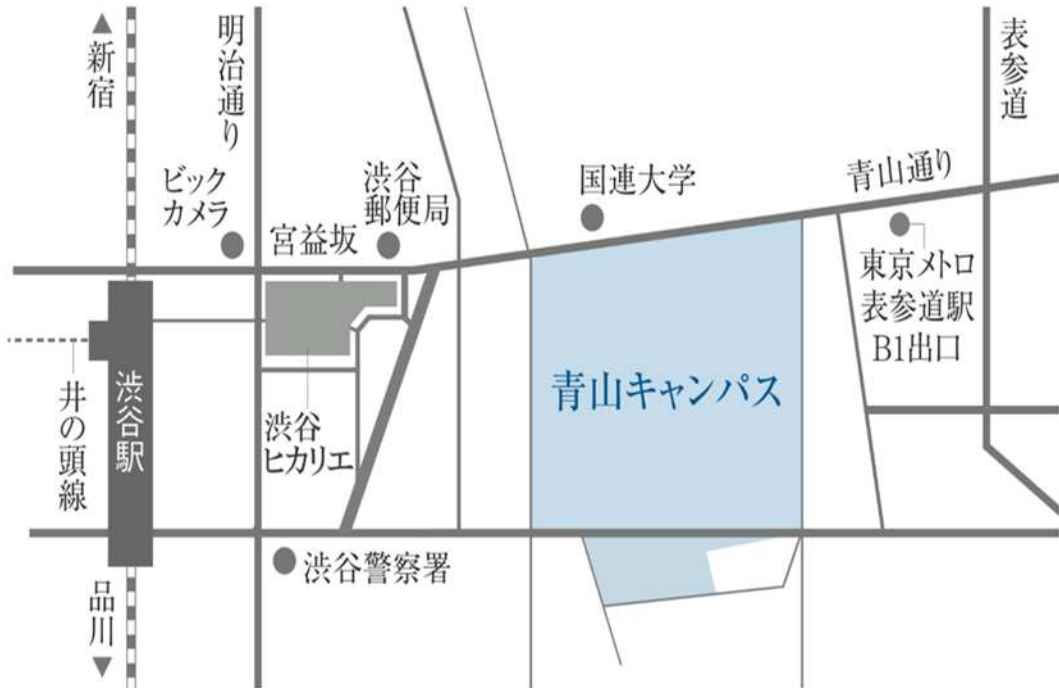 ▲新宿
明治通り
表参道
ビック
カメラ
宮益坂
渋谷
郵便局
国連大学
青山通り
東京メトロ
表参道駅
B1出口
青山キャンパス
井の頭線
渋谷駅
渋谷
ヒカリエ
渋谷警察署
品川▼